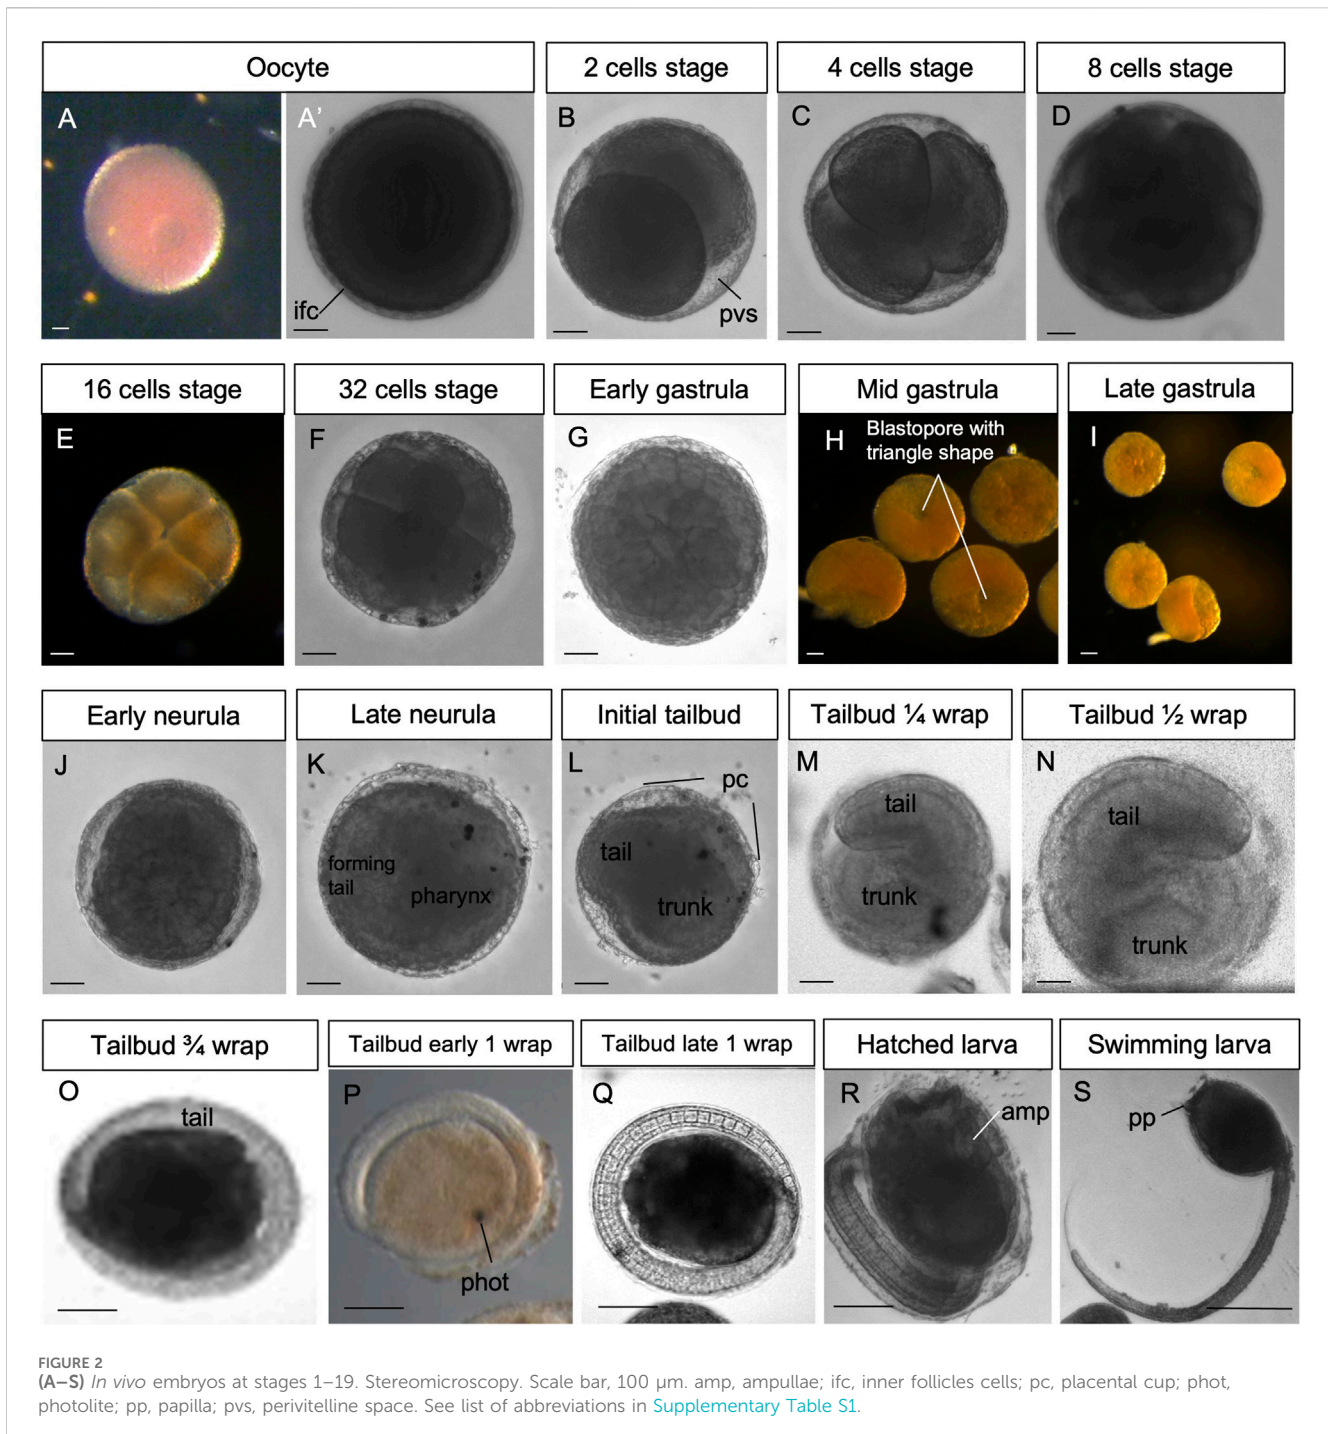 Oocyte
2 cells stage
4 cells stage
8 cells stage
A
A'
B
C
D
ifc
pvs
16 cells stage
32 cells stage
Early gastrula
Mid gastrula
Late gastrula
E
F
G
H
Blastopore with
triangle shape
I
Early neurula
Late neurula
Initial tailbud
Tailbud ¼ wrap
Tailbud ½ wrap
J
K
forming
tail
pharynx
L
pc
tail
trunk
M
tail
trunk
N
tail
trunk
Tailbud ¾ wrap
Tailbud early 1 wrap
Tailbud late 1 wrap
Hatched larva
Swimming larva
O
tail
P
phot
Q
R
amp
S
pp
FIGURE 2
(A–S) In vivo embryos at stages 1–19. Stereomicroscopy. Scale bar, 100 µm. amp, ampullae; ifc, inner follicles cells; pc, placental cup; phot,
photolite; pp, papilla; pvs, perivitelline space. See list of abbreviations in Supplementary Table S1.